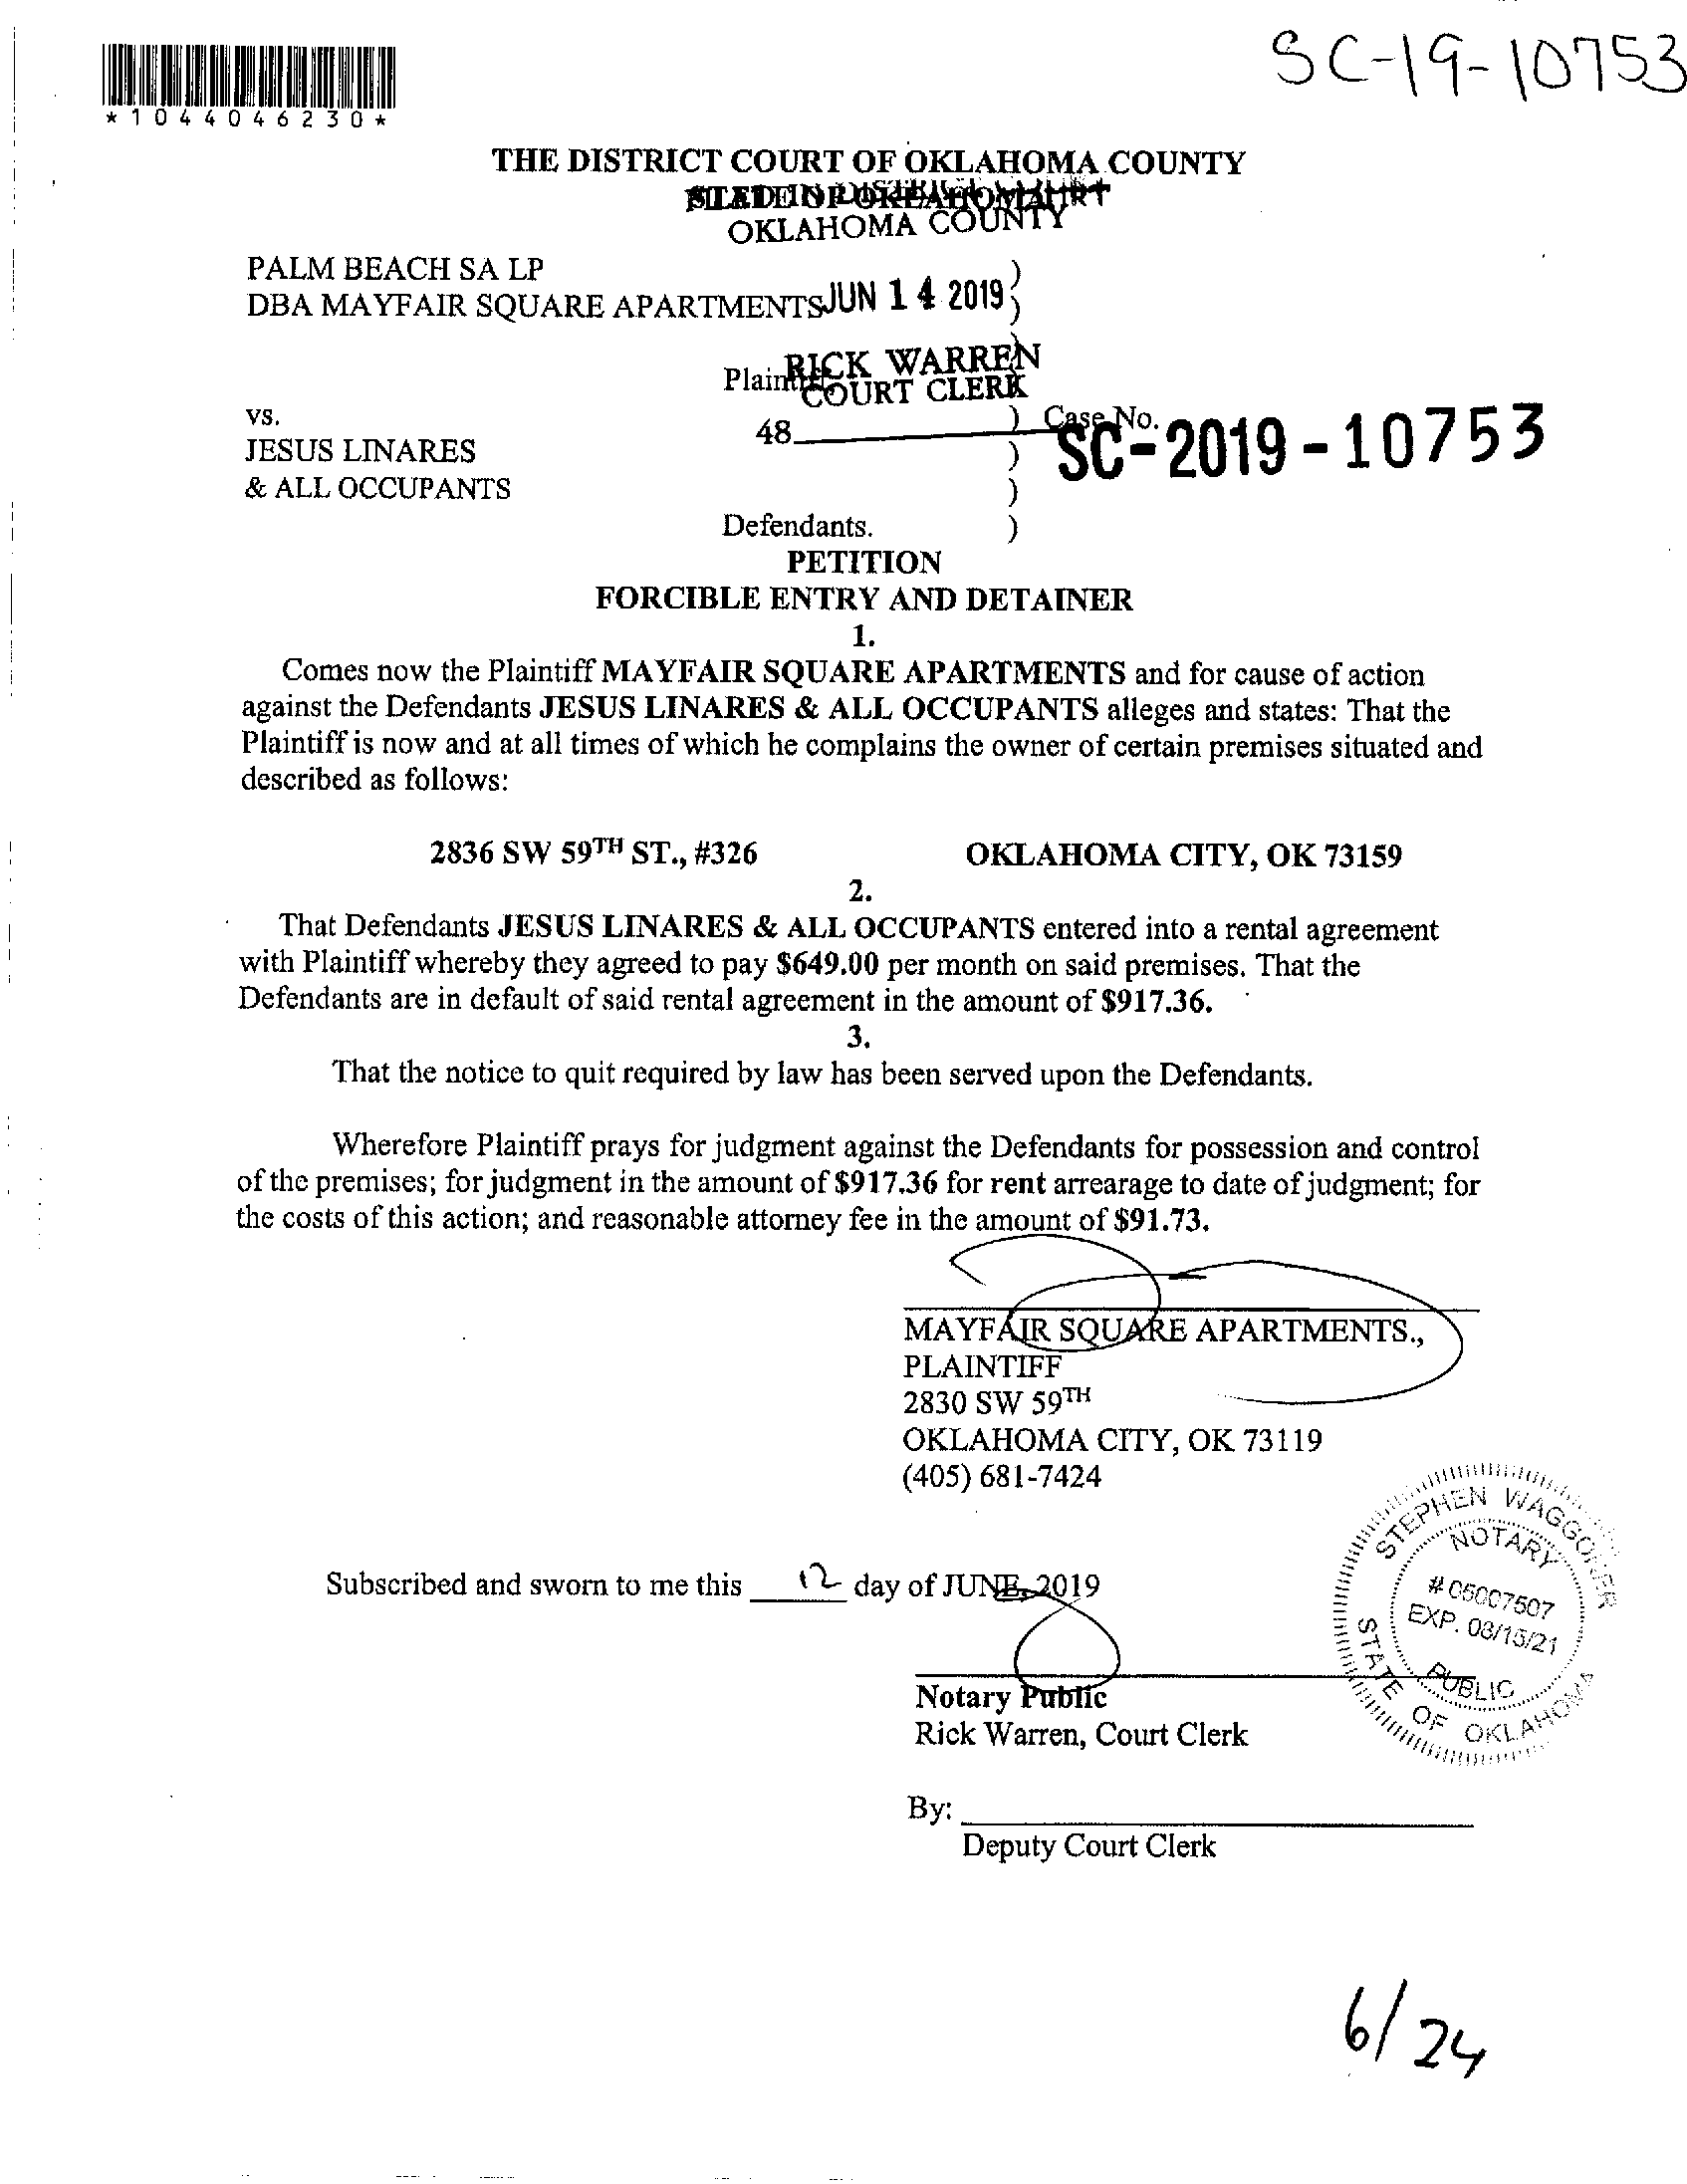 SC-19-10753
*1044046230*
THE DISTRICT COURT OF OKLAHOMA COUNTY
STATE OF OKLAHOMA
FILED IN DISTRICT COURT
OKLAHOMA COUNTY
PALM BEACH SA LP )
DBA MAYFAIR SQUARE APARTMENTS )
JUN 14 2019
RICK WARREN
COURT CLERK
48
Plaintiff,
vs. ) Case No.
SC-2019-10753
JESUS LINARES )
& ALL OCCUPANTS )
Defendants. )
PETITION
FORCIBLE ENTRY AND DETAINER
1.
Comes now the Plaintiff MAYFAIR SQUARE APARTMENTS and for cause of action
against the Defendants JESUS LINARES & ALL OCCUPANTS alleges and states: That the
Plaintiff is now and at all times of which he complains the owner of certain premises situated and
described as follows:
2836 SW 59TH ST., #326 OKLAHOMA CITY, OK 73159
2.
That Defendants JESUS LINARES & ALL OCCUPANTS entered into a rental agreement
with Plaintiff whereby they agreed to pay $649.00 per month on said premises. That the
Defendants are in default of said rental agreement in the amount of $917.36.
3.
That the notice to quit required by law has been served upon the Defendants.
Wherefore Plaintiff prays for judgment against the Defendants for possession and control
of the premises; for judgment in the amount of $917.36 for rent arrearage to date of judgment; for
the costs of this action; and reasonable attorney fee in the amount of $91.73.
MAYFAIR SQUARE APARTMENTS.,
PLAINTIFF
2830 SW 59TH
OKLAHOMA CITY, OK 73119
(405) 681-7424
Subscribed and sworn to me this 12 day of JUNE, 2019
STEPHEN WAGGONER
NOTARY
# 05007507
EXP. 08/15/21
PUBLIC
STATE OF OKLAHOMA
Notary Public
Rick Warren, Court Clerk
By:
Deputy Court Clerk
6/24